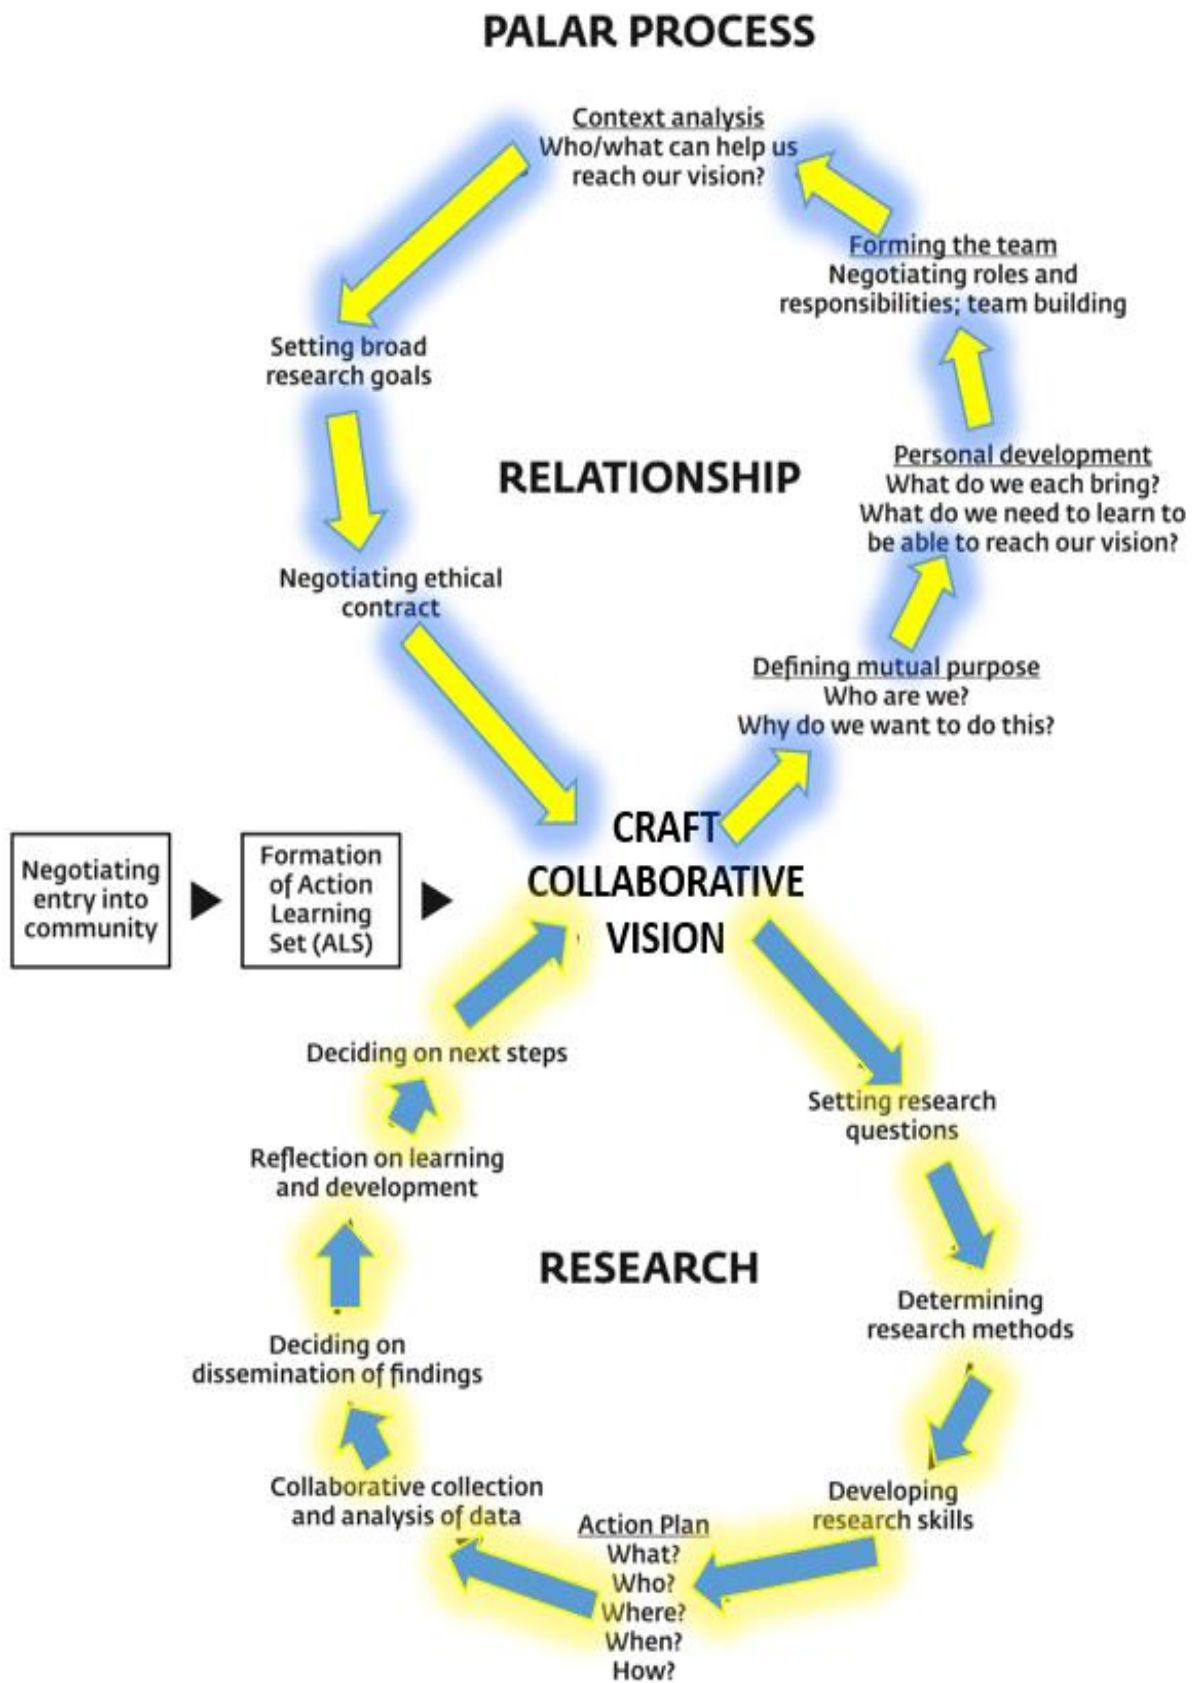 PALAR PROCESS
Context analysis
Who/what can help us
reach our vision?
Forming the team
Negotiating roles and
responsibilities; team building
Setting broad
research goals
RELATIONSHIP
Personal development
What do we each bring?
What do we need to learn to
be able to reach our vision?
Negotiating ethical
contract
Defining mutual purpose
Who are we?
Why do we want to do this?
Negotiating
entry into
community
Formation
of Action
Learning
Set (ALS)
CRAFT
COLLABORATIVE
VISION
Deciding on next steps
Setting research
questions
Reflection on learning
and development
RESEARCH
Determining
research methods
Deciding on
dissemination of findings
Developing
research skills
Collaborative collection
and analysis of data
Action Plan
What?
Who?
Where?
When?
How?